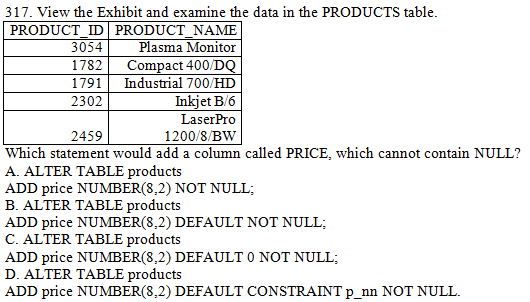 317. View the Exhibit and examine the data in the PRODUCTS table.
PRODUCT_ID PRODUCT_NAME
3054 Plasma Monitor
1782 Compact 400/DQ
1791 Industrial 700/HD
2302 Inkjet B/6
LaserPro
2459 1200/8/BW
Which statement would add a column called PRICE, which cannot contain NULL?
A. ALTER TABLE products
ADD price NUMBER(8,2) NOT NULL;
B. ALTER TABLE products
ADD price NUMBER(8,2) DEFAULT NOT NULL;
C. ALTER TABLE products
ADD price NUMBER(8,2) DEFAULT 0 NOT NULL;
D. ALTER TABLE products
ADD price NUMBER(8,2) DEFAULT CONSTRAINT p_nn NOT NULL.